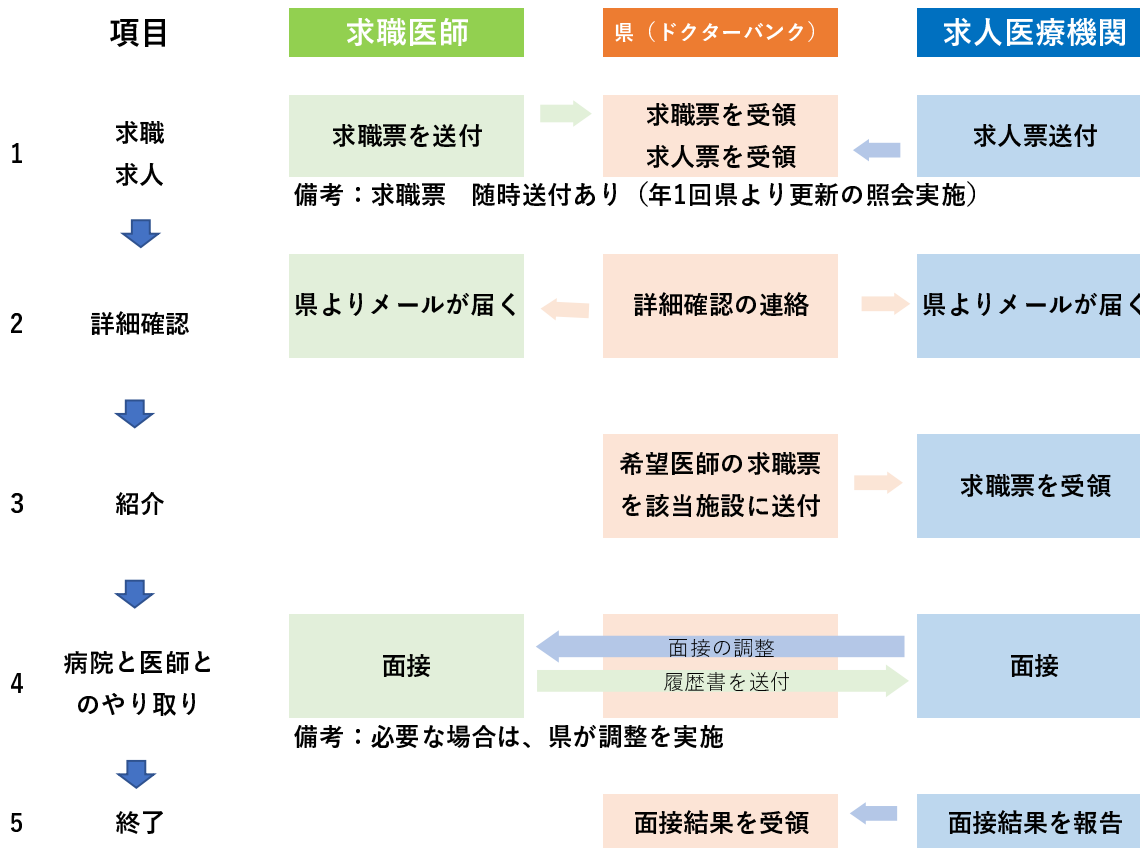 項目
求職医師
県（ドクターバンク）
求人医療機関
1
求職
求人
求職票を送付
求職票を受領
求人票を受領
求人票送付
備考：求職票　随時送付あり（年1回県より更新の照会実施）
2
詳細確認
県よりメールが届く
詳細確認の連絡
県よりメールが届く
3
紹介
希望医師の求職票
を該当施設に送付
求職票を受領
4
病院と医師と
のやり取り
面接
面接の調整
履歴書を送付
面接
備考：必要な場合は、県が調整を実施
5
終了
面接結果を受領
面接結果を報告